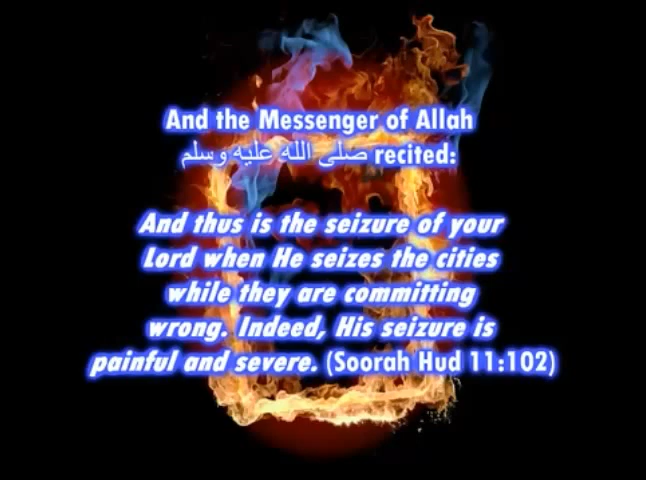 And the Messenger of Allah
صلى الله عليه وسلم recited:
And thus is the seizure of your
Lord when He seizes the cities
while they are committing
wrong. Indeed, His seizure is
painful and severe. (Soorah Hud 11:102)